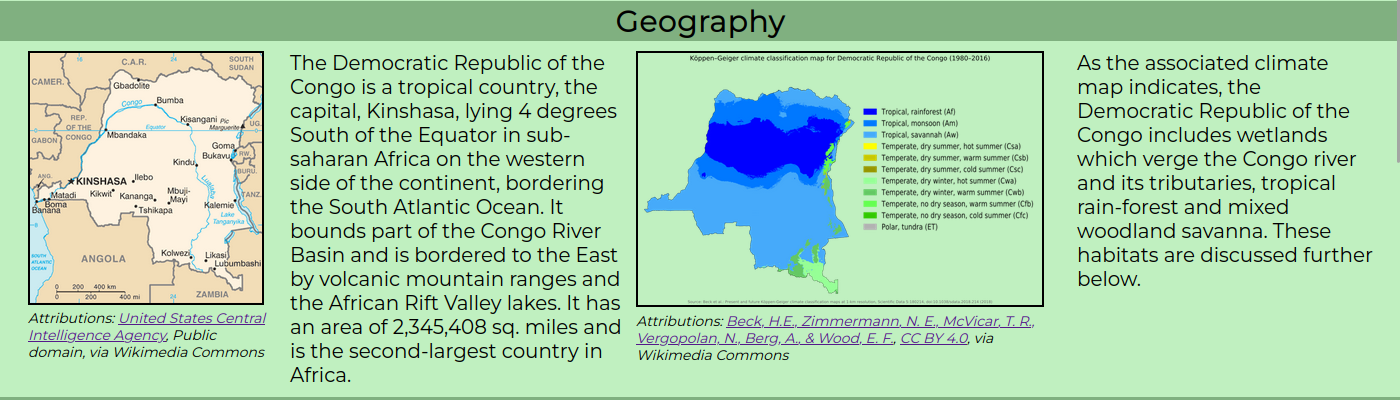 Geography
C.A.R.
SOUTH
SUDAN
CAMER.
Gbadolite
Bumba
Congo
Kisangani
Pic
Marguerite
UG.
REP.
OF THE
CONGO
Equator
Mbandaka
GABON
Goma
RW.
Bukavu
Kindu
BURU.
ANG.
KINSHASA
Ilebo
Lualaba
TANZ.
Matadi
Kikwit
Kananga
Mbuji-
Mayi
Boma
Banana
Tshikapa
Kalemie
Lake
Tanganyika
SOUTH
ATLANTIC
OCEAN
ANGOLA
Kolwezi
Likasi
Lubumbashi
0 200 400 km
0 200 400 mi
ZAMBIA
Attributions: United States Central
Intelligence Agency, Public
domain, via Wikimedia Commons
The Democratic Republic of the
Congo is a tropical country, the
capital, Kinshasa, lying 4 degrees
South of the Equator in sub-
saharan Africa on the western
side of the continent, bordering
the South Atlantic Ocean. It
bounds part of the Congo River
Basin and is bordered to the East
by volcanic mountain ranges and
the African Rift Valley lakes. It has
an area of 2,345,408 sq. miles and
is the second-largest country in
Africa.
Köppen-Geiger climate classification map for Democratic Republic of the Congo (1980-2016)
Tropical, rainforest (Af)
Tropical, monsoon (Am)
Tropical, savannah (Aw)
Temperate, dry summer, hot summer (Csa)
Temperate, dry summer, warm summer (Csb)
Temperate, dry summer, cold summer (Csc)
Temperate, dry winter, hot summer (Cwa)
Temperate, dry winter, warm summer (Cwb)
Temperate, no dry season, warm summer (Cfb)
Temperate, no dry season, cold summer (Cfc)
Polar, tundra (ET)
Attributions: Beck, H.E., Zimmermann, N. E., McVicar, T. R.,
Vergopolan, N., Berg, A., & Wood, E. F., CC BY 4.0, via
Wikimedia Commons
As the associated climate
map indicates, the
Democratic Republic of the
Congo includes wetlands
which verge the Congo river
and its tributaries, tropical
rain-forest and mixed
woodland savanna. These
habitats are discussed further
below.